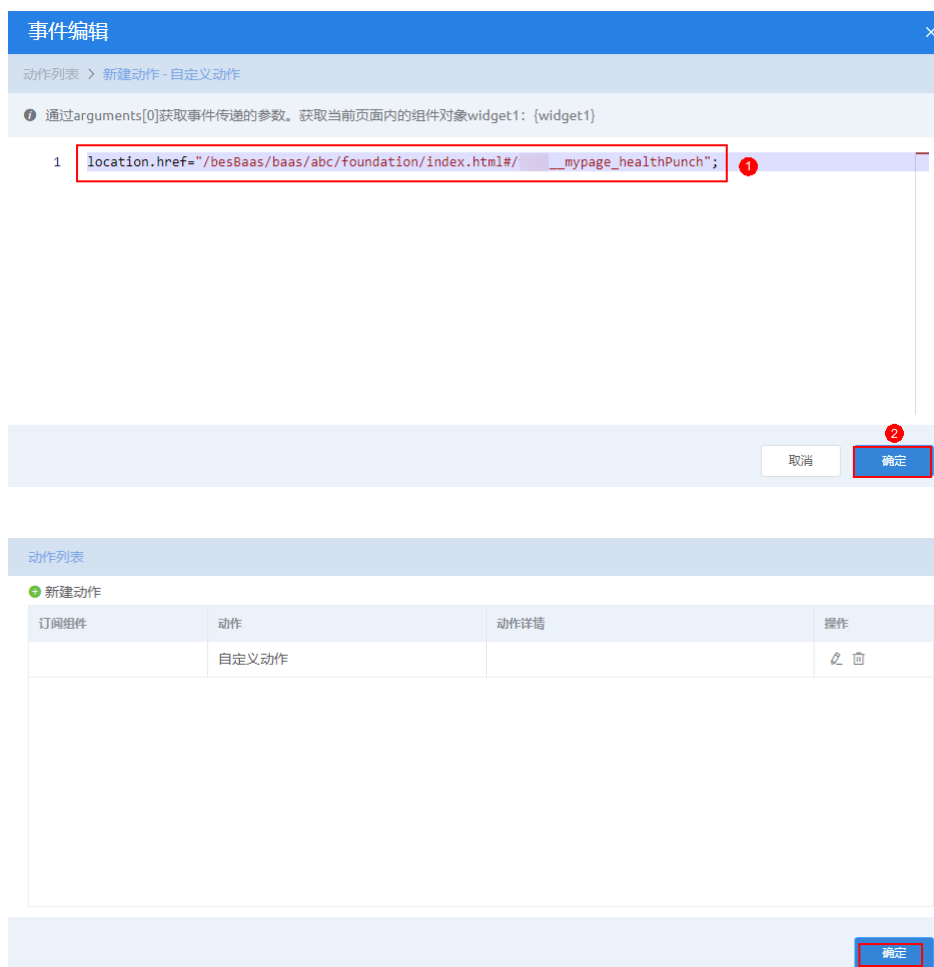 事件编辑
动作列表 > 新建动作 - 自定义动作
通过arguments[0]获取事件传递的参数。获取当前页面内的组件对象widget1：{widget1}
1 location.href="/besBaas/baas/abc/foundation/index.html#/ __mypage_healthPunch"; 1
2
取消 确定
动作列表
新建动作
订阅组件 动作 动作详情 操作
自定义动作
确定